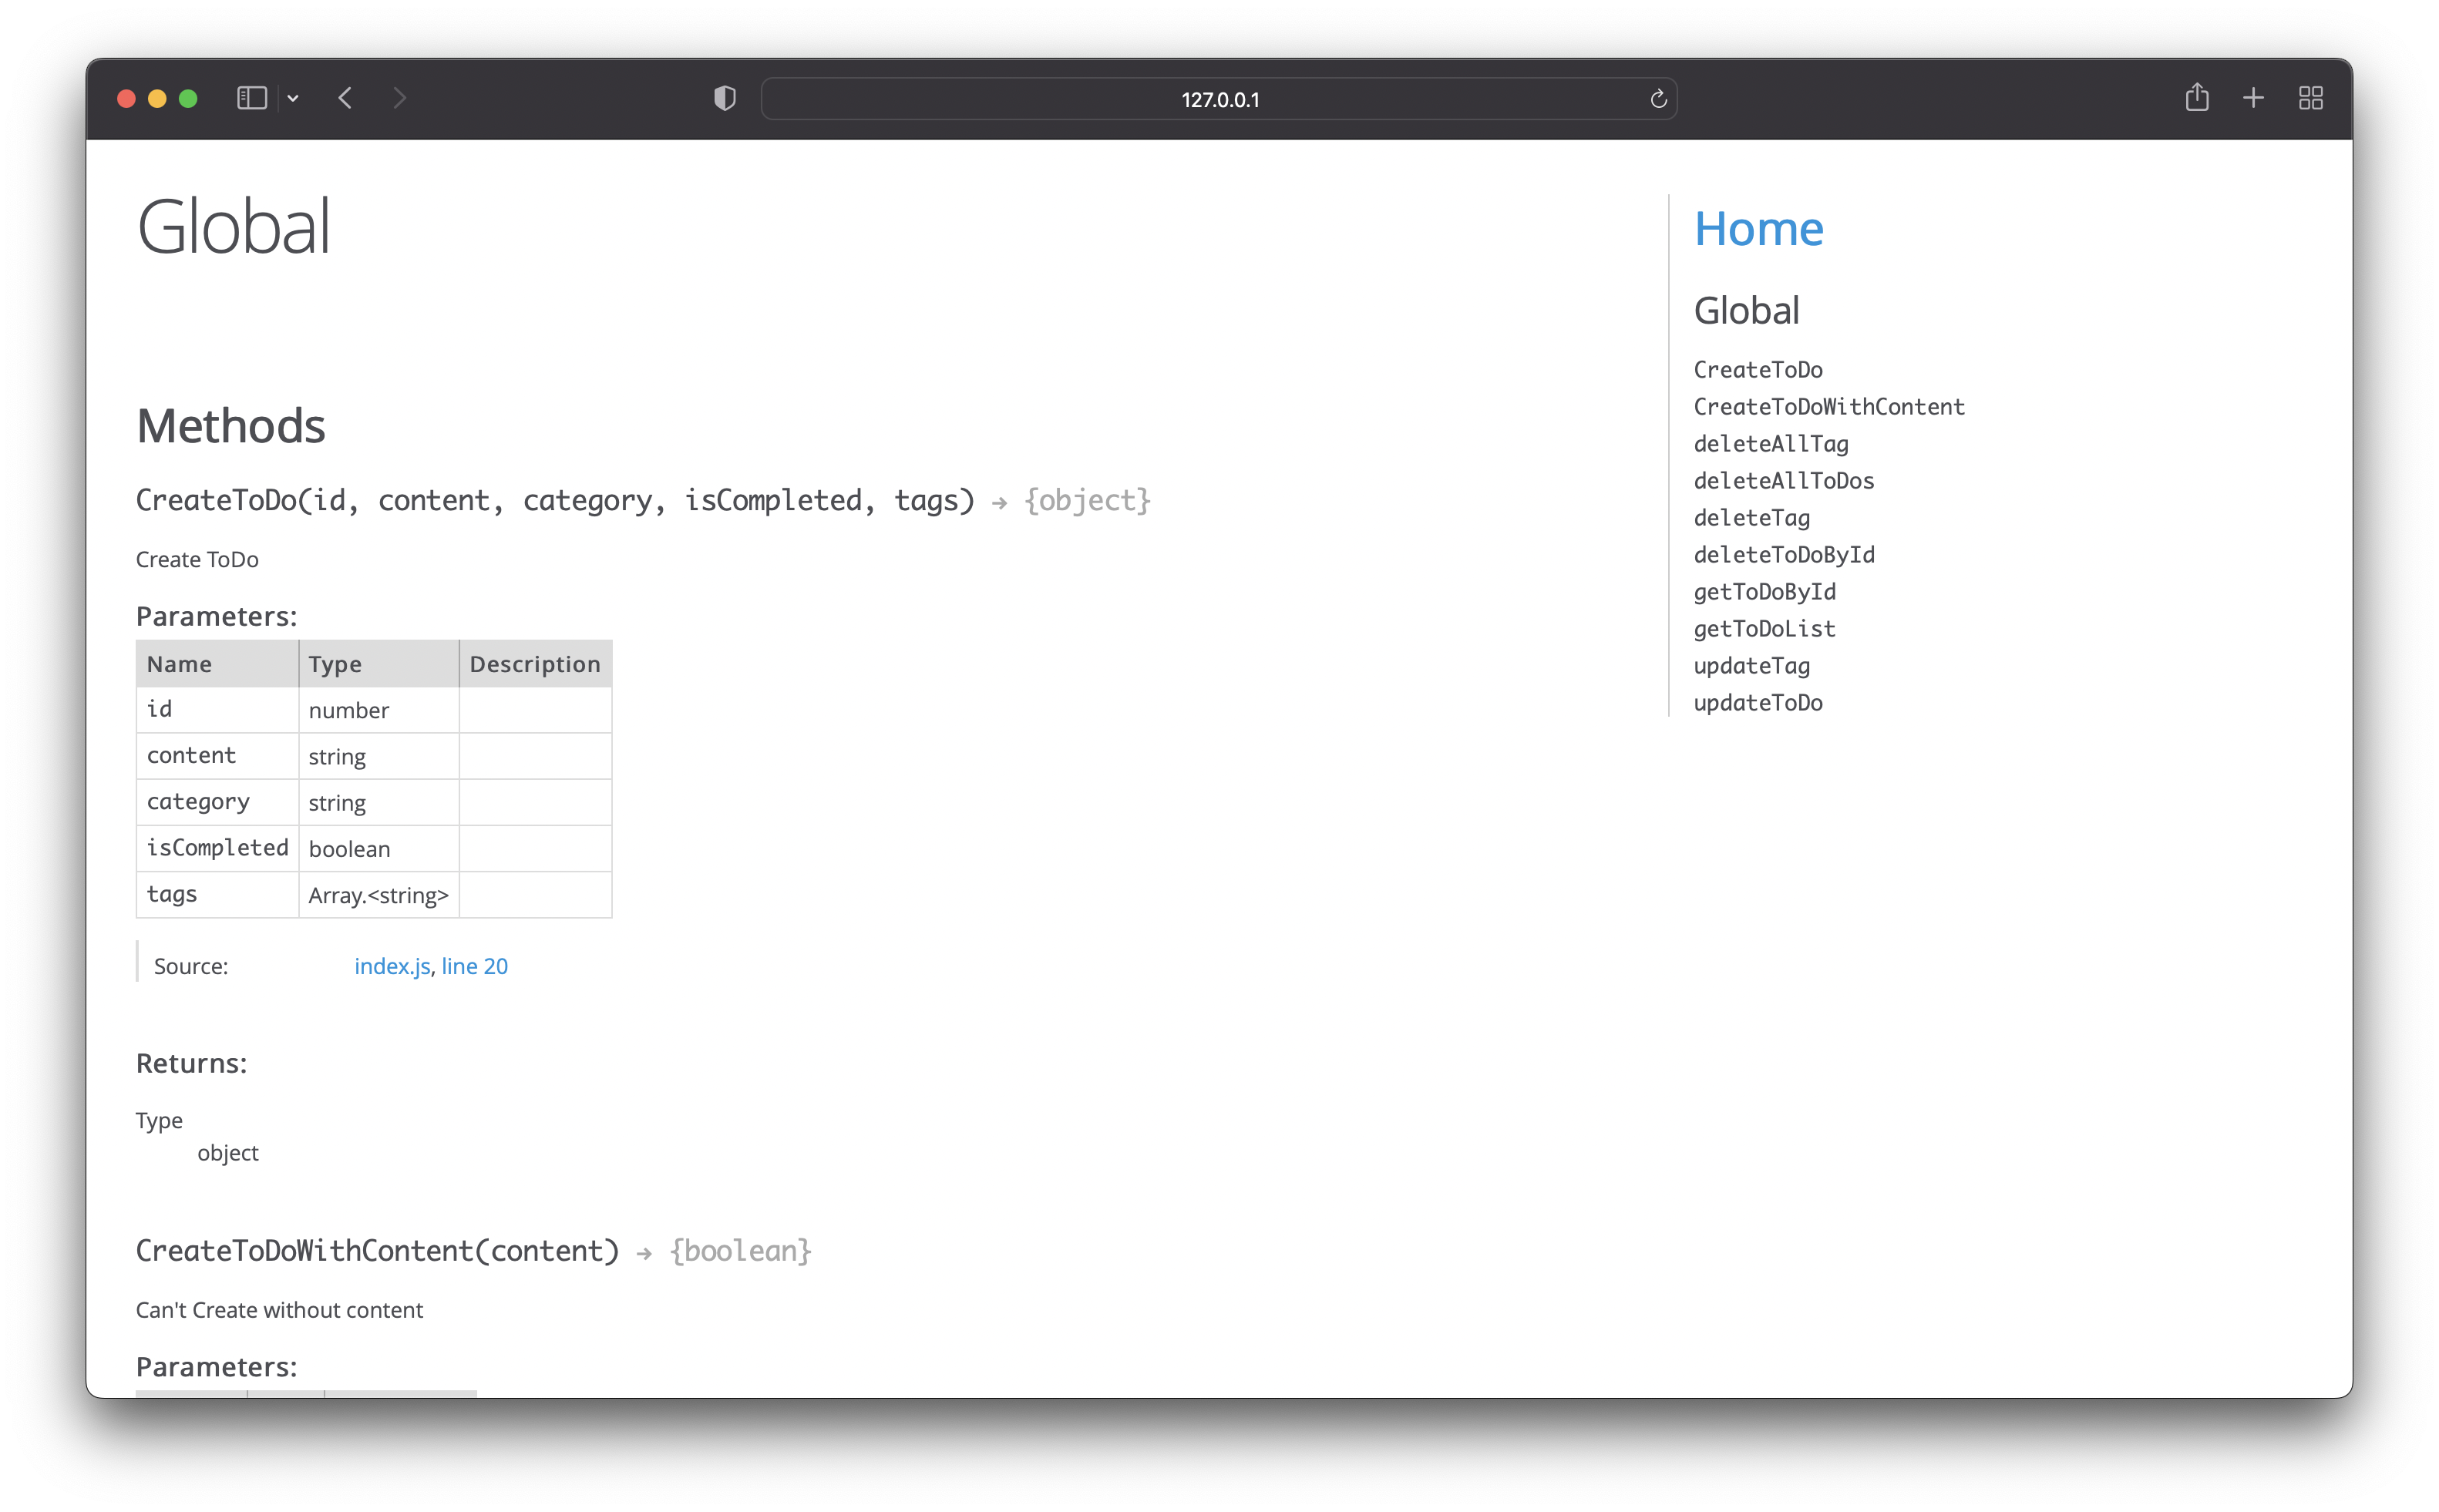 127.0.0.1
Global
Methods
CreateToDo(id, content, category, isCompleted, tags) → {object}
Create ToDo
Parameters:
Name Type Description
id number
content string
category string
isCompleted boolean
tags Array.<string>
Source: index.js, line 20
Returns:
Type
object
CreateToDoWithContent(content) → {boolean}
Can't Create without content
Parameters:
Home
Global
CreateToDo
CreateToDoWithContent
deleteAllTag
deleteAllToDos
deleteTag
deleteToDoById
getToDoById
getToDoList
updateTag
updateToDo